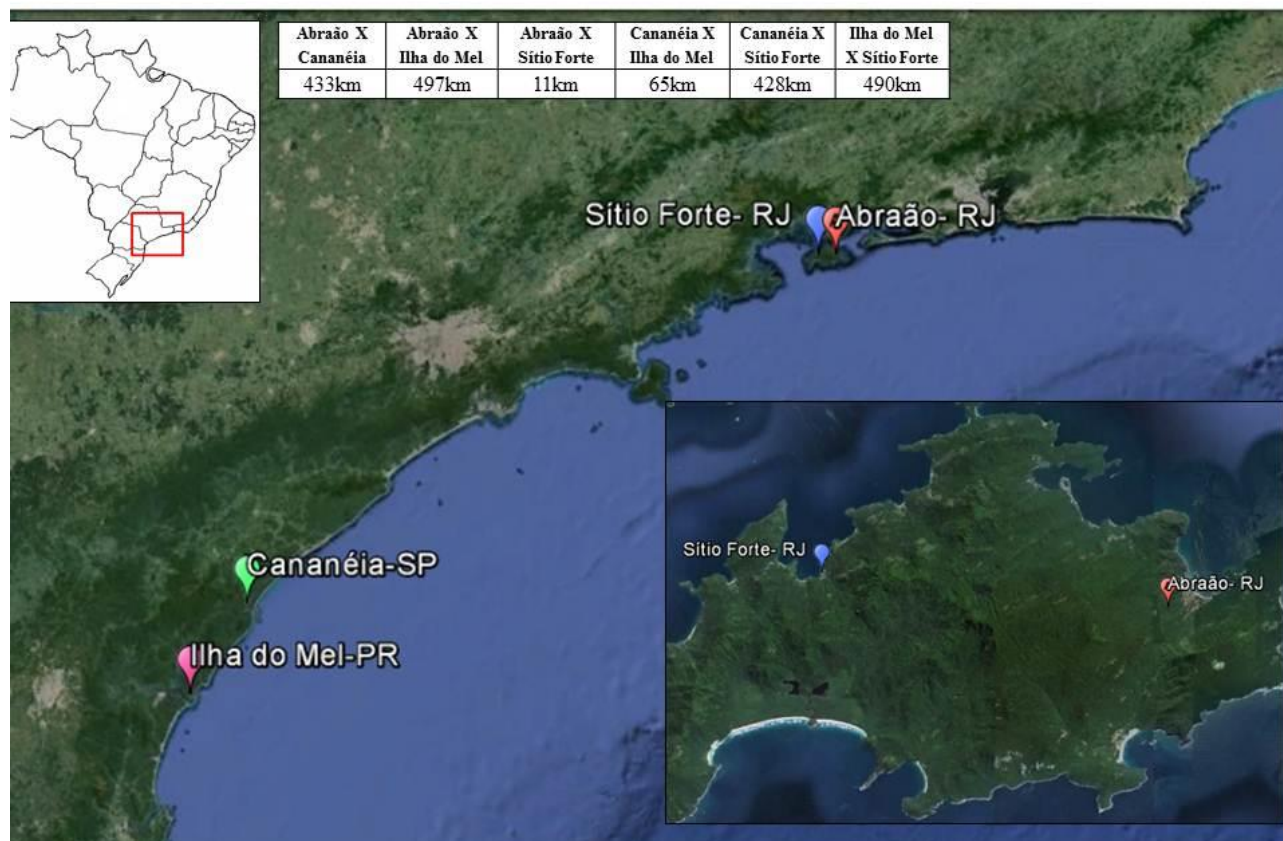 Abraão X Cananéia
Abraão X Ilha do Mel
Abraão X Sítio Forte
Cananéia X Ilha do Mel
Cananéia X Sítio Forte
Ilha do Mel X Sítio Forte
433km
497km
11km
65km
428km
490km
Sítio Forte- RJ
Abraão- RJ
Cananéia-SP
Ilha do Mel-PR
Sítio Forte- RJ
Abraão- RJ